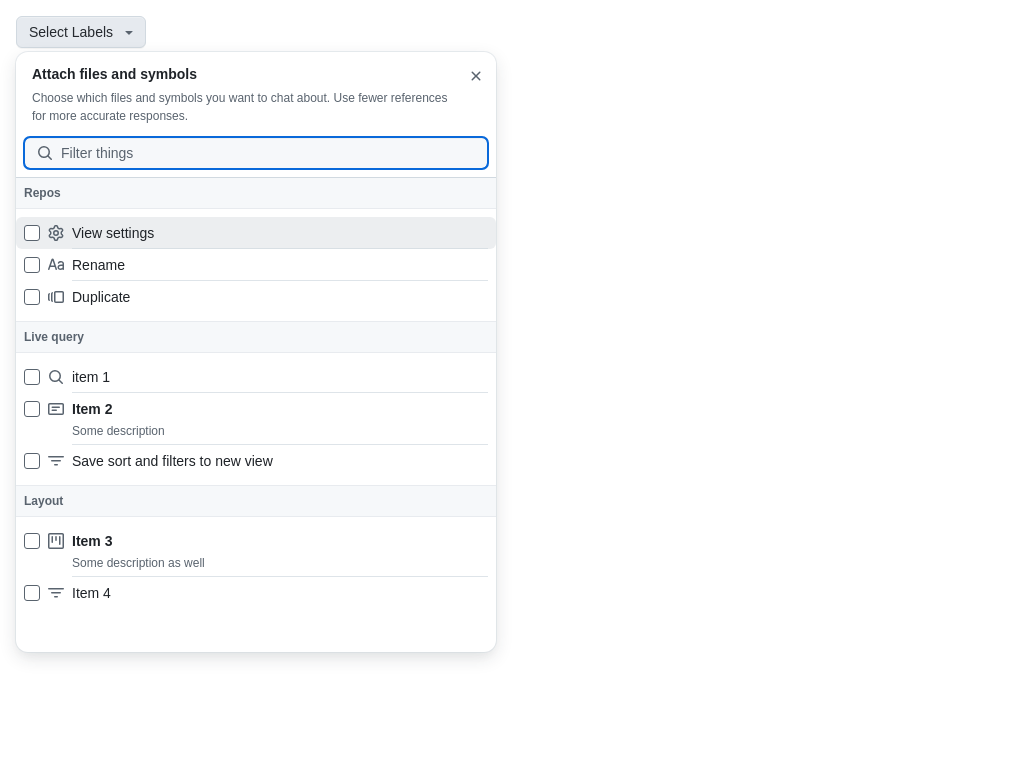 Select Labels
Attach files and symbols
Choose which files and symbols you want to chat about. Use fewer references
for more accurate responses.
Filter things
Repos
View settings
Rename
Duplicate
Live query
item 1
Item 2
Some description
Save sort and filters to new view
Layout
Item 3
Some description as well
Item 4